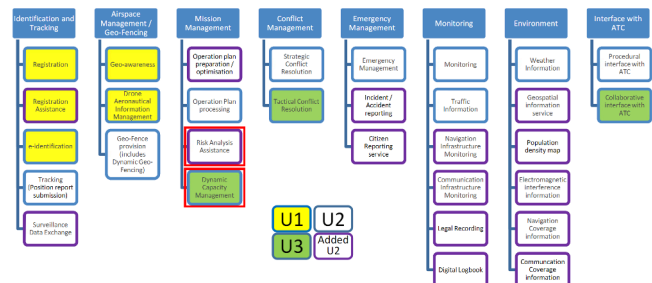 Identification and
Tracking
Registration
Registration
Assistance
e-identification
Tracking
(Position report
submission)
Surveillance
Data Exchange
Airspace
Management /
Geo-Fencing
Geo-awareness
Drone
Aeronautical
Information
Management
Geo-Fence
provision
(includes
Dynamic Geo-
Fencing)
Mission
Management
Operation plan
preparation /
optimisation
Operation Plan
processing
Risk Analysis
Assistance
Dynamic
Capacity
Management
Conflict
Management
Strategic
Conflict
Resolution
Tactical Conflict
Resolution
Emergency
Management
Emergency
Management
Incident /
Accident
reporting
Citizen
Reporting
service
Monitoring
Monitoring
Traffic
Information
Navigation
Infrastructure
Monitoring
Communication
Infrastructure
Monitoring
Legal Recording
Digital Logbook
Environment
Weather
Information
Geospatial
information
service
Population
density map
Electromagnetic
interference
information
Navigation
Coverage
information
Communcation
Coverage
information
Interface with
ATC
Procedural
interface with
ATC
Collaborative
interface with
ATC
U1 U2
U3 Added
U2